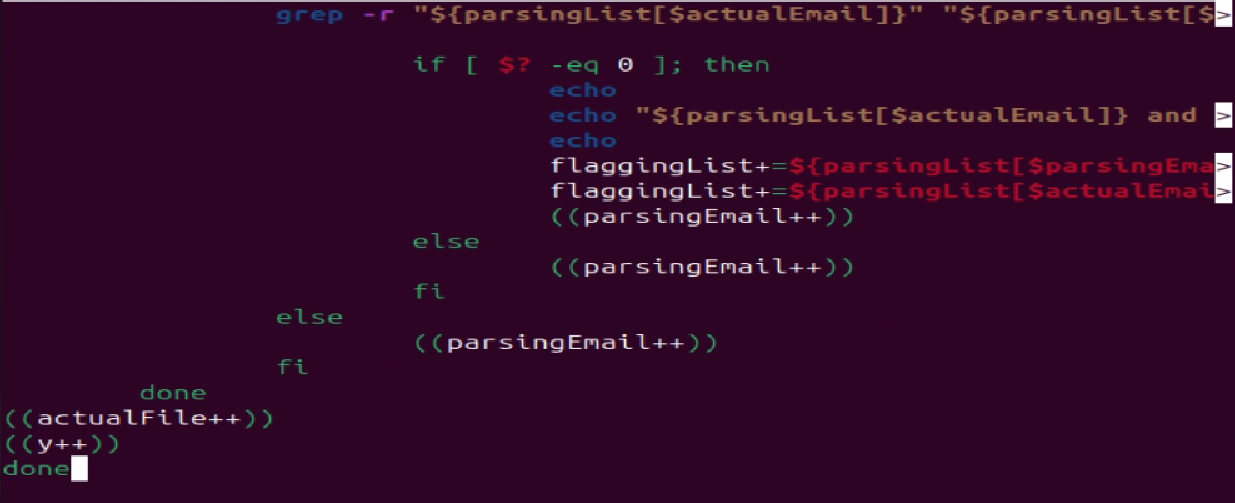 grep -r "${parsingList[$actualEmail]}" "${parsingList[$>
if [ $? -eq 0 ]; then
echo
echo "${parsingList[$actualEmail]} and >
echo
flaggingList+=${parsingList[$parsingEma>
flaggingList+=${parsingList[$actualEmai>
((parsingEmail++))
else
((parsingEmail++))
fi
else
((parsingEmail++))
fi
done
((actualFile++))
((y++))
done